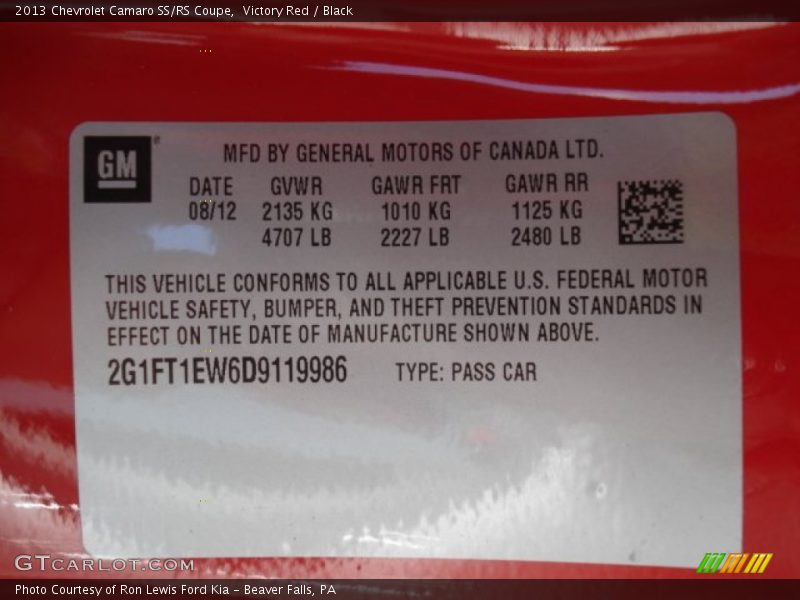 2013 Chevrolet Camaro SS/RS Coupe, Victory Red / Black
GM
MFD BY GENERAL MOTORS OF CANADA LTD.
DATE GVWR GAWR FRT GAWR RR
08/12 2135 KG 1010 KG 1125 KG
4707 LB 2227 LB 2480 LB
THIS VEHICLE CONFORMS TO ALL APPLICABLE U.S. FEDERAL MOTOR
VEHICLE SAFETY, BUMPER, AND THEFT PREVENTION STANDARDS IN
EFFECT ON THE DATE OF MANUFACTURE SHOWN ABOVE.
2G1FT1EW6D9119986 TYPE: PASS CAR
GTCARLOT.COM
Photo Courtesy of Ron Lewis Ford Kia - Beaver Falls, PA